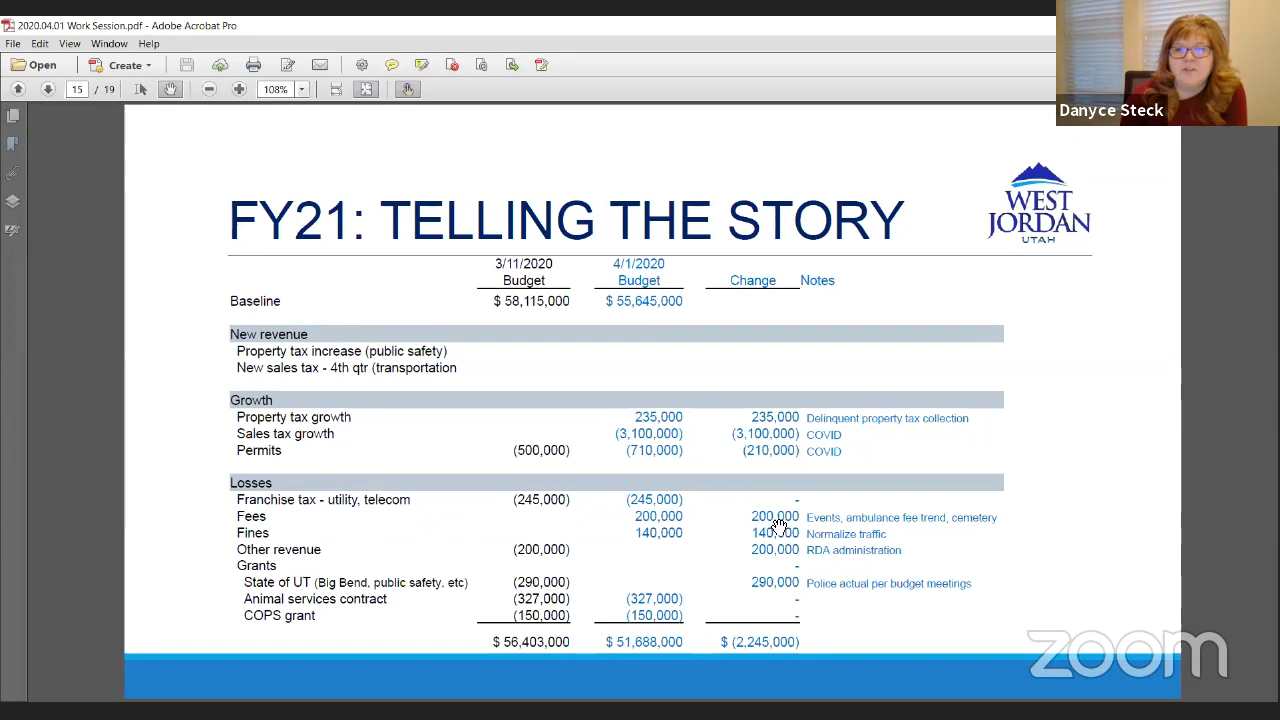 2020.04.01 Work Session.pdf - Adobe Acrobat Pro
File Edit View Window Help
Open Create
15 / 19 108%
Danyce Steck
WEST
JORDAN
UTAH
FY21: TELLING THE STORY
3/11/2020 4/1/2020
Budget Budget Change Notes
Baseline $ 58,115,000 $ 55,645,000
New revenue
Property tax increase (public safety)
New sales tax - 4th qtr (transportation
Growth
Property tax growth 235,000 235,000 Delinquent property tax collection
Sales tax growth (3,100,000) (3,100,000) COVID
Permits (500,000) (710,000) (210,000) COVID
Losses
Franchise tax - utility, telecom (245,000) (245,000) -
Fees 200,000 200,000 Events, ambulance fee trend, cemetery
Fines 140,000 140,000 Normalize traffic
Other revenue (200,000) 200,000 RDA administration
Grants -
State of UT (Big Bend, public safety, etc) (290,000) 290,000 Police actual per budget meetings
Animal services contract (327,000) (327,000) -
COPS grant (150,000) (150,000) -
$ 56,403,000 $ 51,688,000 $ (2,245,000)
zoom